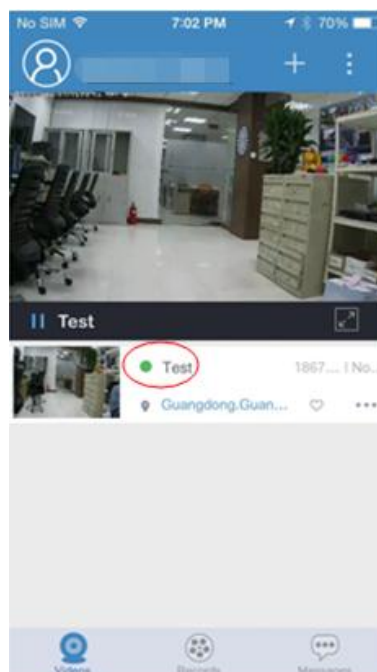 No SIM 7:02 PM 70%
Test
Test 1867.... | No..
Guangdong.Guan... 
Videos Records Messages